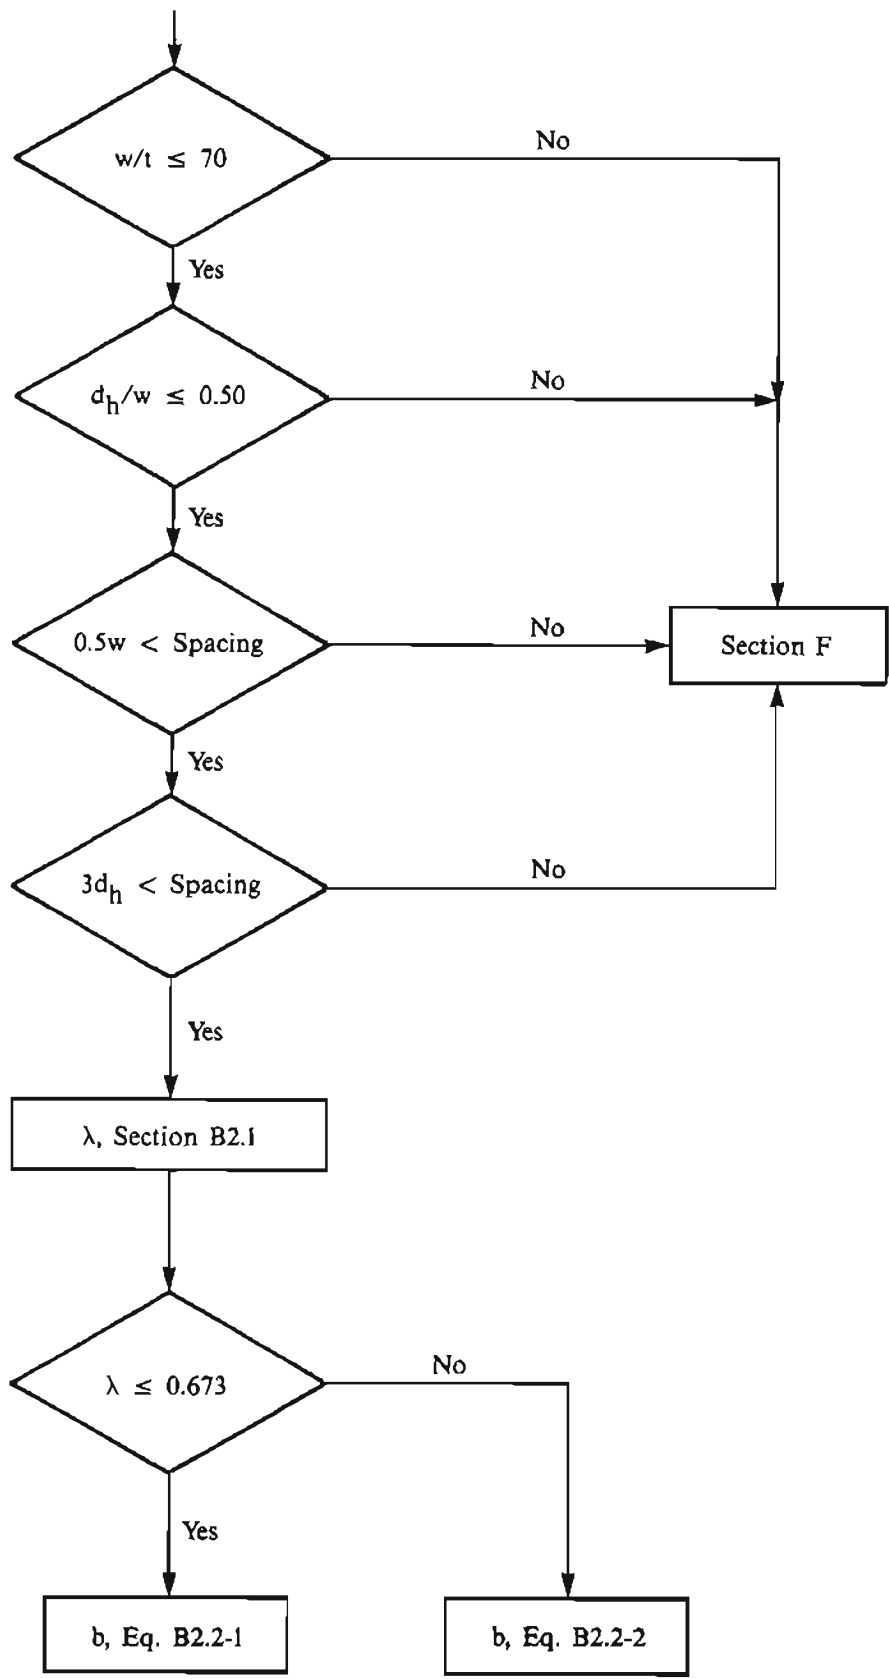 w/t ≤ 70
No
Yes
d_h/w ≤ 0.50
No
Yes
0.5w < Spacing
No
Section F
Yes
3d_h < Spacing
No
Yes
λ, Section B2.1
λ ≤ 0.673
No
Yes
b, Eq. B2.2-1
b, Eq. B2.2-2